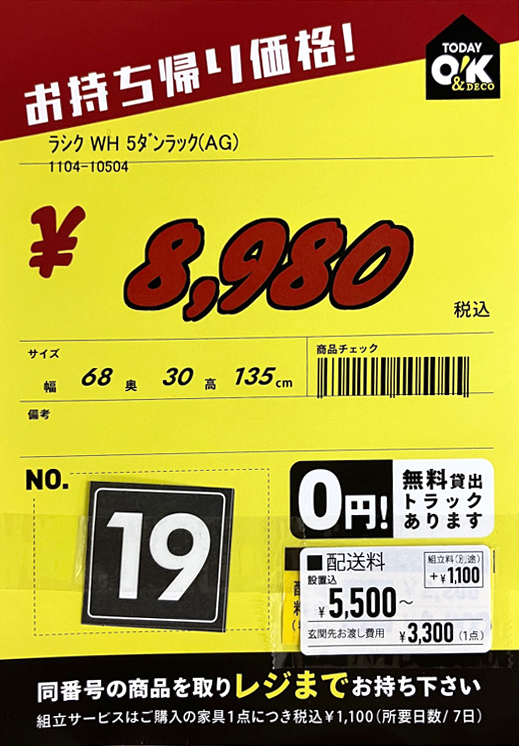 お持ち帰り価格!
TODAY
O!K
&DECO
ラシク WH 5ダンラック(AG)
1104-10504
¥ 8,980
税込
サイズ
幅 68 奥 30 高 135cm
商品チェック
備考
NO.
19
0円!
無料貸出
トラック
あります
■配送料
組立料(別途)
+¥1,100
設置込
¥5,500～
玄関先お渡し費用 ¥3,300(1点)
同番号の商品を取りレジまでお持ち下さい
組立サービスはご購入の家具1点につき税込¥1,100(所要日数/7日)